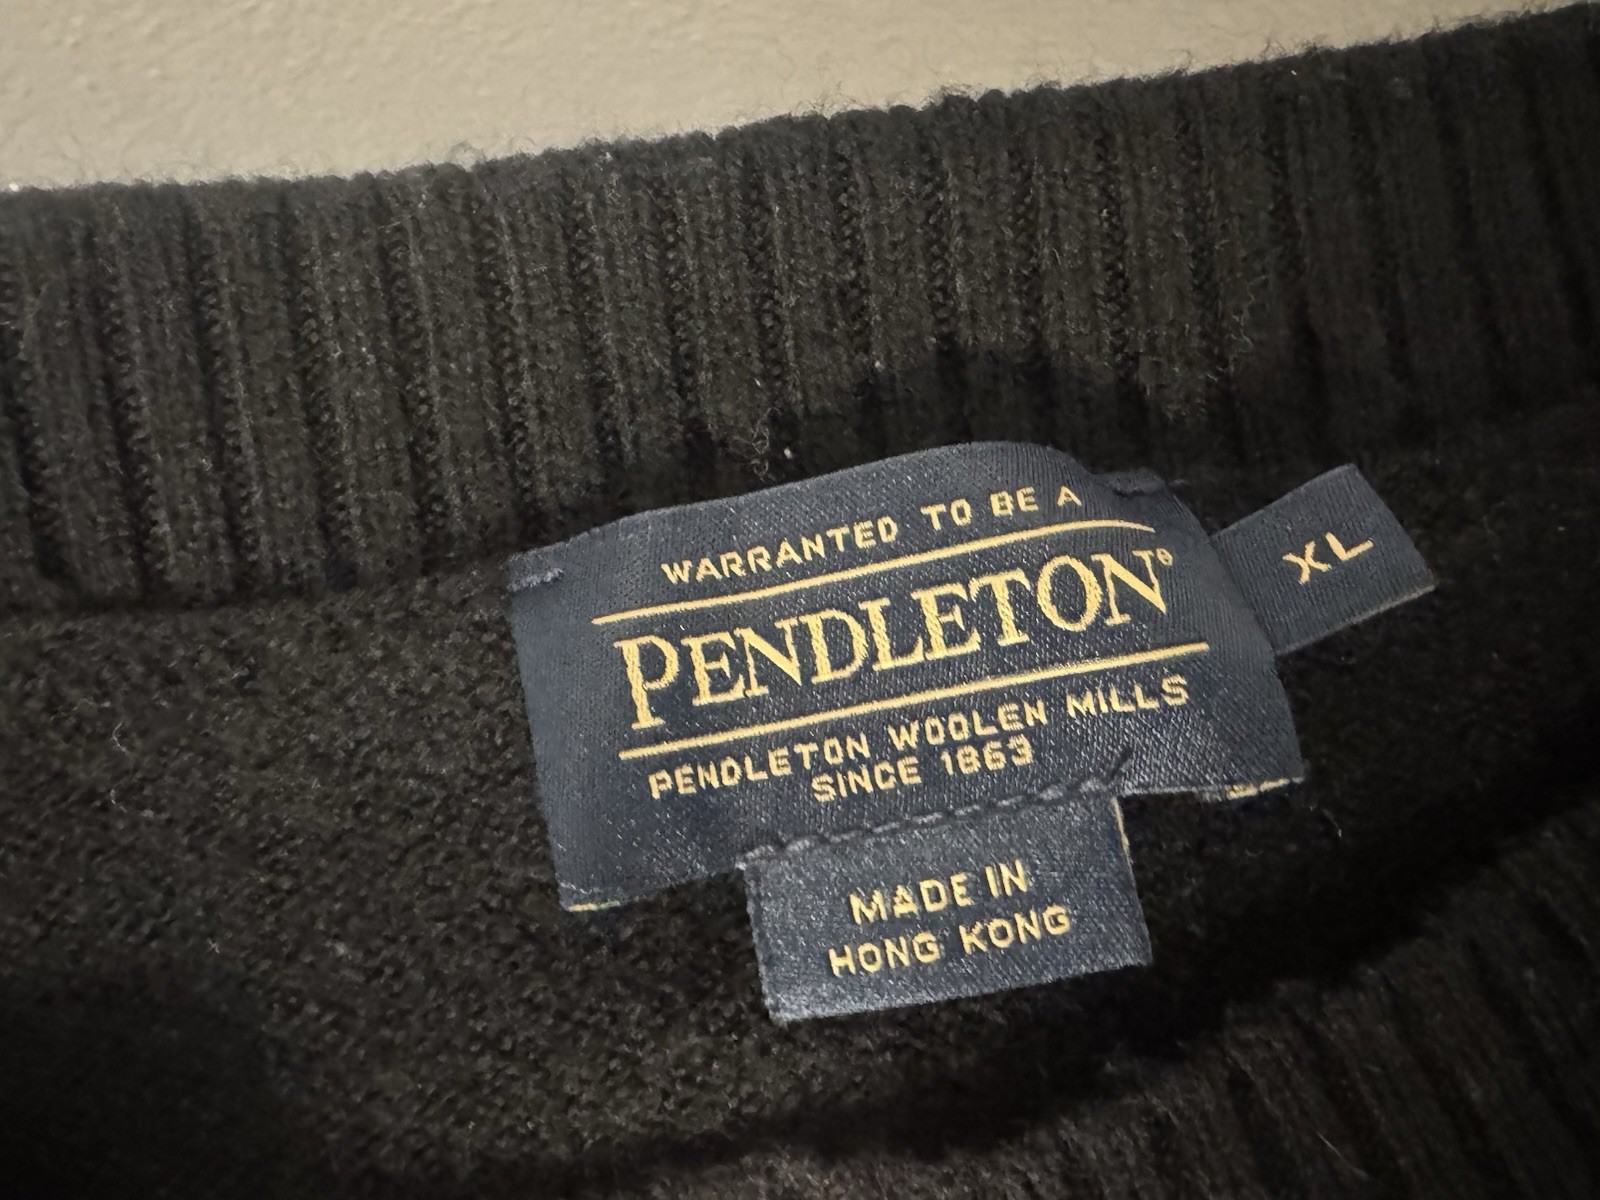 WARRANTED TO BE A
PENDLETON®
PENDLETON WOOLEN MILLS
SINCE 1863
XL
MADE IN
HONG KONG